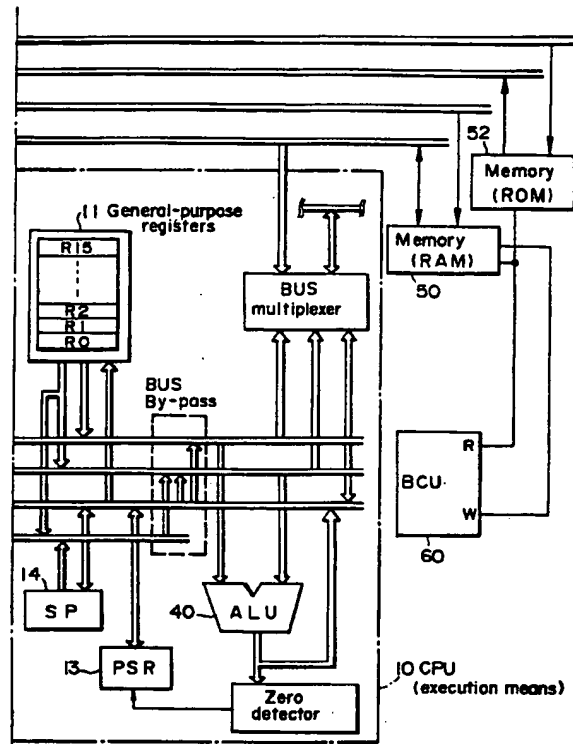 52
Memory
(ROM)
11 General-purpose
registers
R15
R2
R1
R0
Memory
(RAM)
50
BUS
multiplexer
BUS
By-pass
R
BCU
W
60
14
SP
40
ALU
13
PSR
10 CPU
(execution means)
Zero
detector